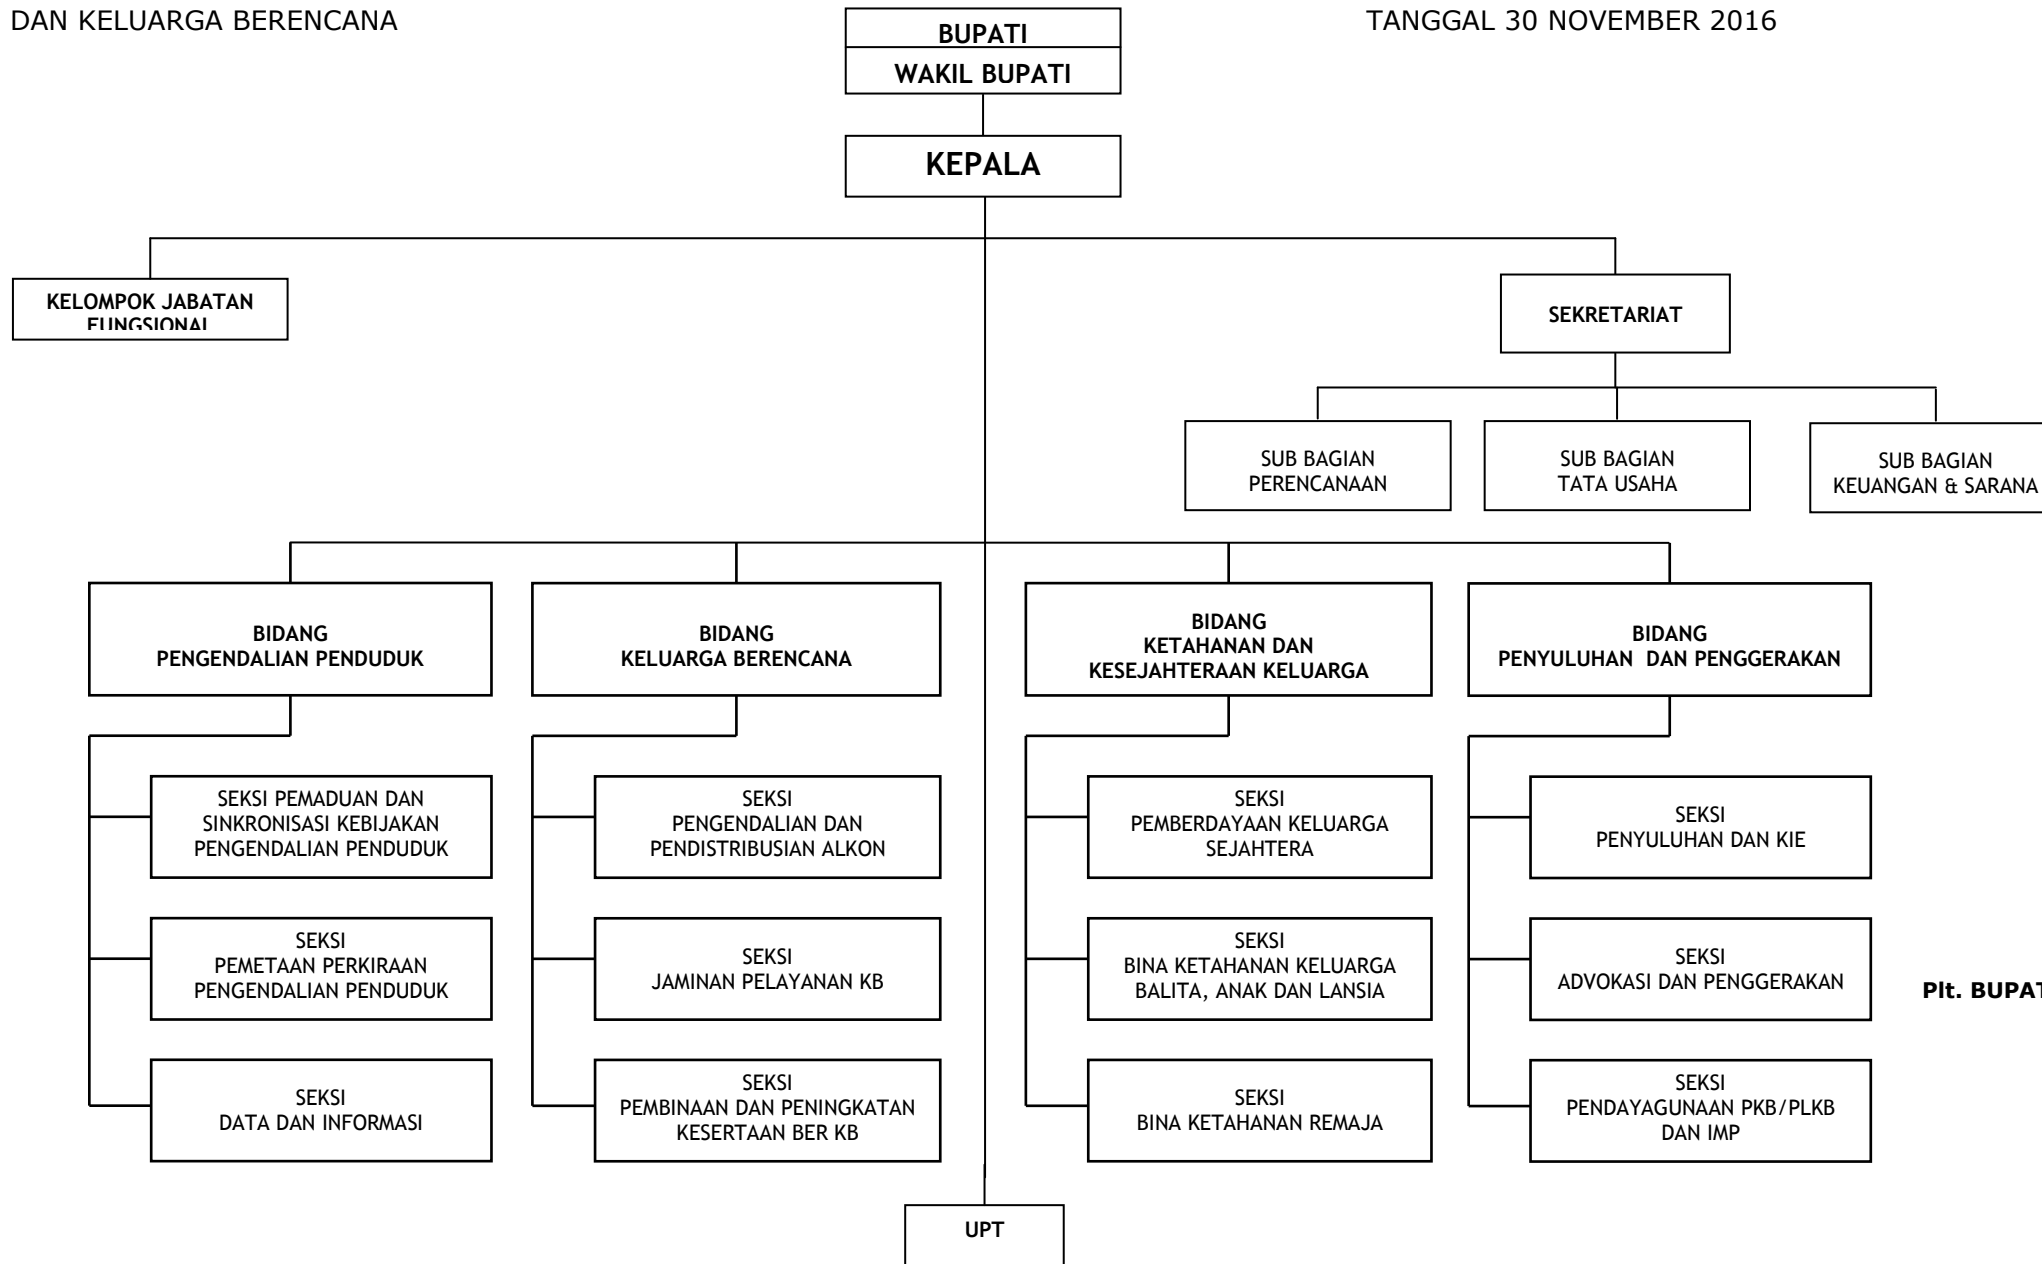 DAN KELUARGA BERENCANA
TANGGAL 30 NOVEMBER 2016
BUPATI
WAKIL BUPATI
KEPALA
KELOMPOK JABATAN
FUNGSIONAL
SEKRETARIAT
SUB BAGIAN
PERENCANAAN
SUB BAGIAN
TATA USAHA
SUB BAGIAN
KEUANGAN & SARANA
BIDANG
PENGENDALIAN PENDUDUK
BIDANG
KELUARGA BERENCANA
BIDANG
KETAHANAN DAN
KESEJAHTERAAN KELUARGA
BIDANG
PENYULUHAN DAN PENGGERAKAN
SEKSI PEMADUAN DAN
SINKRONISASI KEBIJAKAN
PENGENDALIAN PENDUDUK
SEKSI
PENGENDALIAN DAN
PENDISTRIBUSIAN ALKON
SEKSI
PEMBERDAYAAN KELUARGA
SEJAHTERA
SEKSI
PENYULUHAN DAN KIE
SEKSI
PEMETAAN PERKIRAAN
PENGENDALIAN PENDUDUK
SEKSI
JAMINAN PELAYANAN KB
SEKSI
BINA KETAHANAN KELUARGA
BALITA, ANAK DAN LANSIA
SEKSI
ADVOKASI DAN PENGGERAKAN
Plt. BUPAT
SEKSI
DATA DAN INFORMASI
SEKSI
PEMBINAAN DAN PENINGKATAN
KESERTAAN BER KB
SEKSI
BINA KETAHANAN REMAJA
SEKSI
PENDAYAGUNAAN PKB/PLKB
DAN IMP
UPT